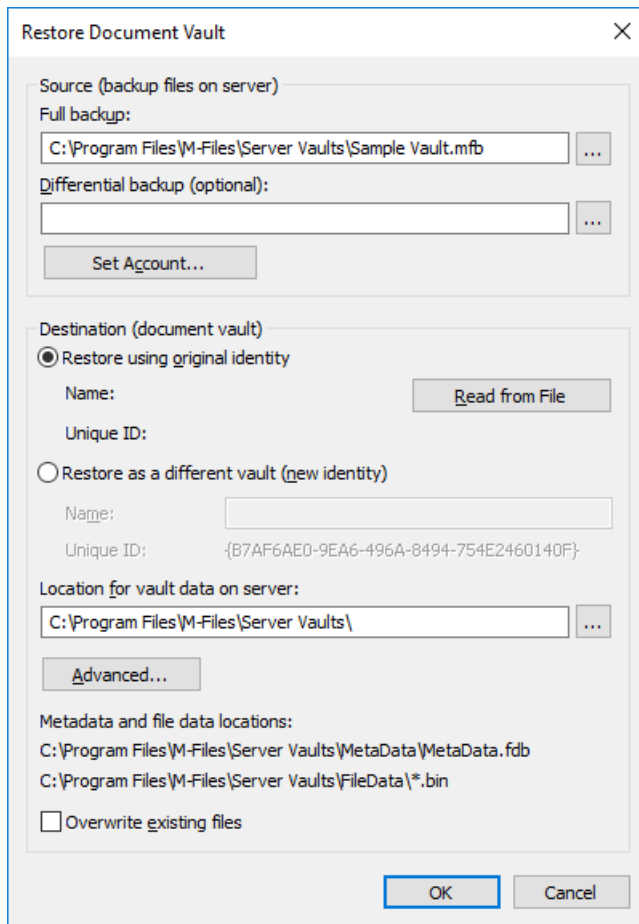 Restore Document Vault
Source (backup files on server)
Full backup:
C:\Program Files\M-Files\Server Vaults\Sample Vault.mfb
...
Differential backup (optional):
...
Set Account...
Destination (document vault)
Restore using original identity
Name:
Read from File
Unique ID:
Restore as a different vault (new identity)
Name:
Unique ID: {B7AF6AE0-9EA6-496A-8494-754E2460140F}
Location for vault data on server:
C:\Program Files\M-Files\Server Vaults\
...
Advanced...
Metadata and file data locations:
C:\Program Files\M-Files\Server Vaults\MetaData\MetaData.fdb
C:\Program Files\M-Files\Server Vaults\FileData\*.bin
Overwrite existing files
OK Cancel